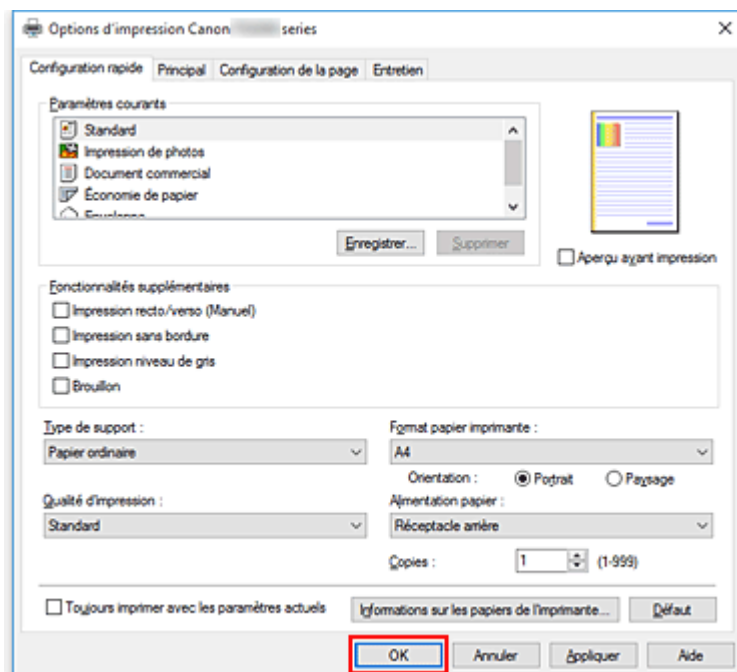 Options d'impression Canon series
Configuration rapide Principal Configuration de la page Entretien
Paramètres courants
Standard
Impression de photos
Document commercial
Économie de papier
Enregistrer... Supprimer
Aperçu avant impression
Fonctionnalités supplémentaires
Impression recto/verso (Manuel)
Impression sans bordure
Impression niveau de gris
Brouillon
Type de support :
Papier ordinaire
Format papier imprimante :
A4
Orientation : Portrait Paysage
Qualité d'impression :
Standard
Alimentation papier :
Réceptacle arrière
Copies : 1 (1-999)
Toujours imprimer avec les paramètres actuels Informations sur les papiers de l'imprimante... Défaut
OK Annuler Appliquer Aide